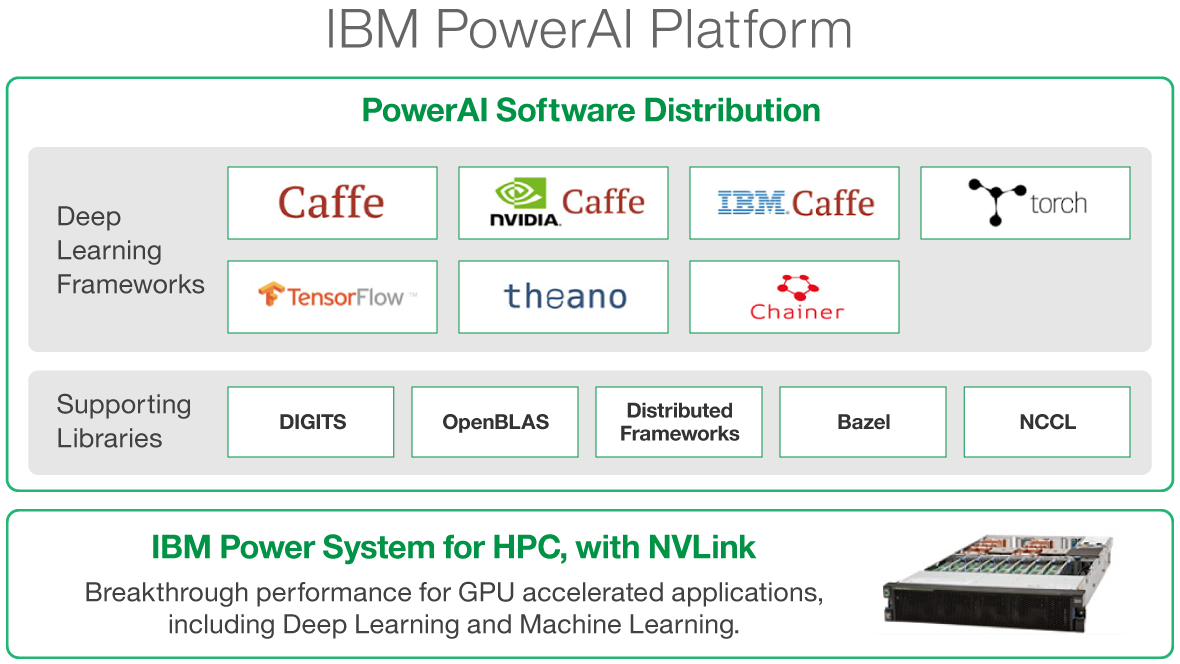 IBM PowerAI Platform
PowerAI Software Distribution
Deep
Learning
Frameworks
Caffe
NVIDIA. Caffe
IBM. Caffe
torch
TensorFlow™
theano
Chainer
Supporting
Libraries
DIGITS
OpenBLAS
Distributed
Frameworks
Bazel
NCCL
IBM Power System for HPC, with NVLink
Breakthrough performance for GPU accelerated applications,
including Deep Learning and Machine Learning.